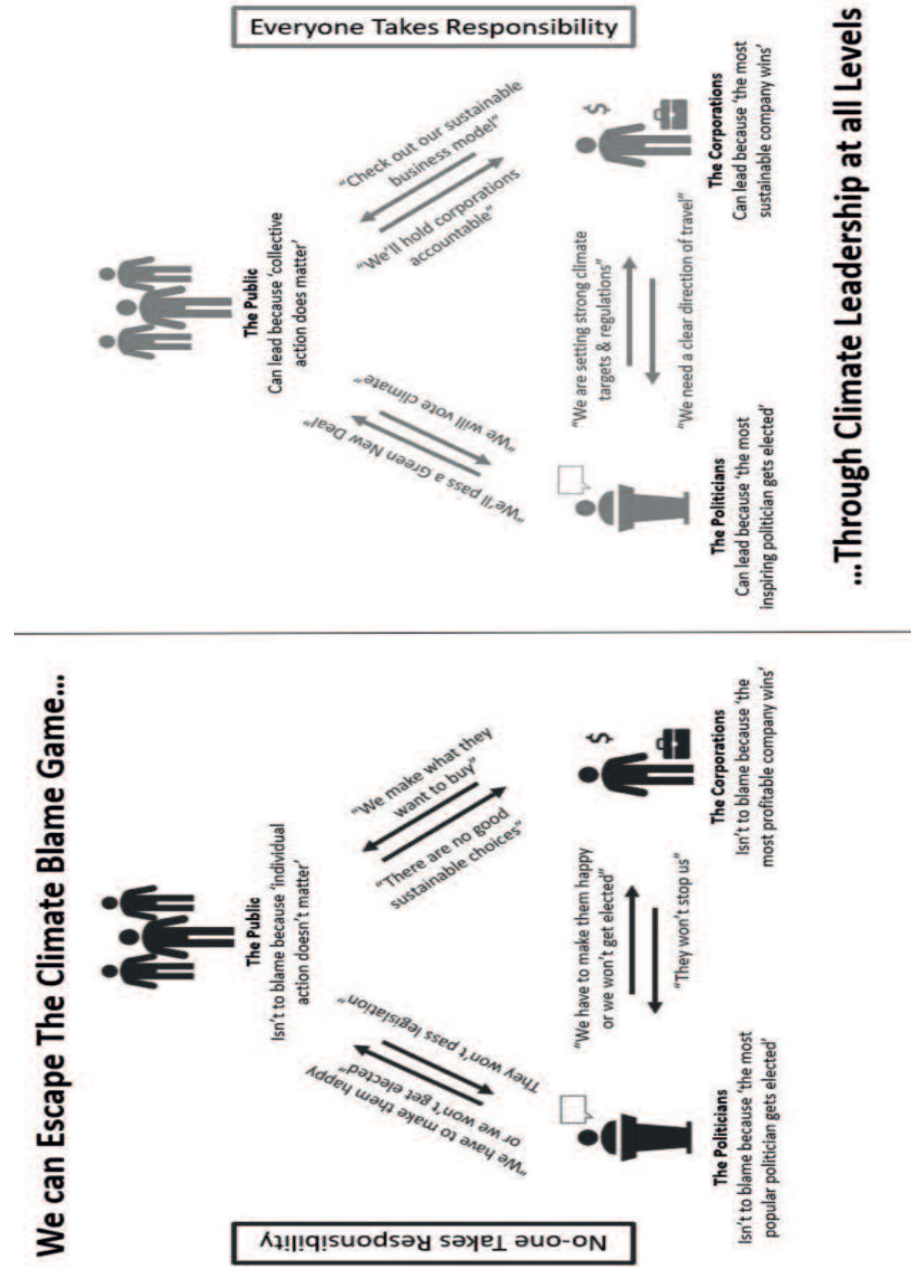 We can Escape The Climate Blame Game...
No-one Takes Responsibility
The Public
Isn't to blame because 'individual
action doesn't matter'
"We have to make them happy
or we won't get elected"
They won't pass legislation"
"We make what they
want to buy"
"There are no good
sustainable choices"
"We have to make them happy
or we won't get elected"
"They won't stop us"
The Politicians
Isn't to blame because 'the most
popular politician gets elected'
$
The Corporations
Isn't to blame because 'the
most profitable company wins'
Everyone Takes Responsibility
The Public
Can lead because 'collective
action does matter'
"We'll pass a Green New Deal"
"We will vote climate"
"Check out our sustainable
business model"
"We'll hold corporations
accountable"
"We are setting strong climate
targets & regulations"
"We need a clear direction of travel"
The Politicians
Can lead because 'the most
inspiring politician gets elected'
$
The Corporations
Can lead because 'the most
sustainable company wins'
...Through Climate Leadership at all Levels